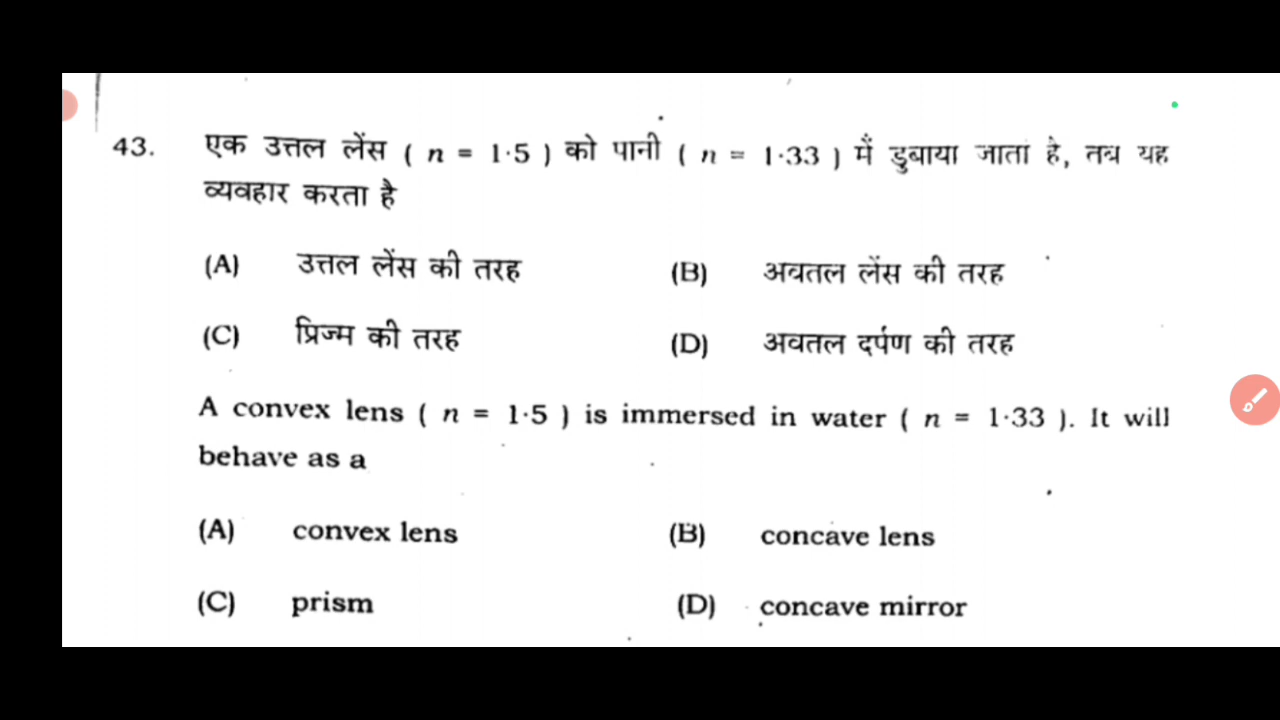 43. एक उत्तल लेंस ( n = 1·5 ) को पानी ( n = 1·33 ) में डुबाया जाता है, तब यह
व्यवहार करता है
(A) उत्तल लेंस की तरह (B) अवतल लेंस की तरह
(C) प्रिज्म की तरह (D) अवतल दर्पण की तरह
A convex lens ( n = 1·5 ) is immersed in water ( n = 1·33 ). It will
behave as a
(A) convex lens (B) concave lens
(C) prism (D) concave mirror